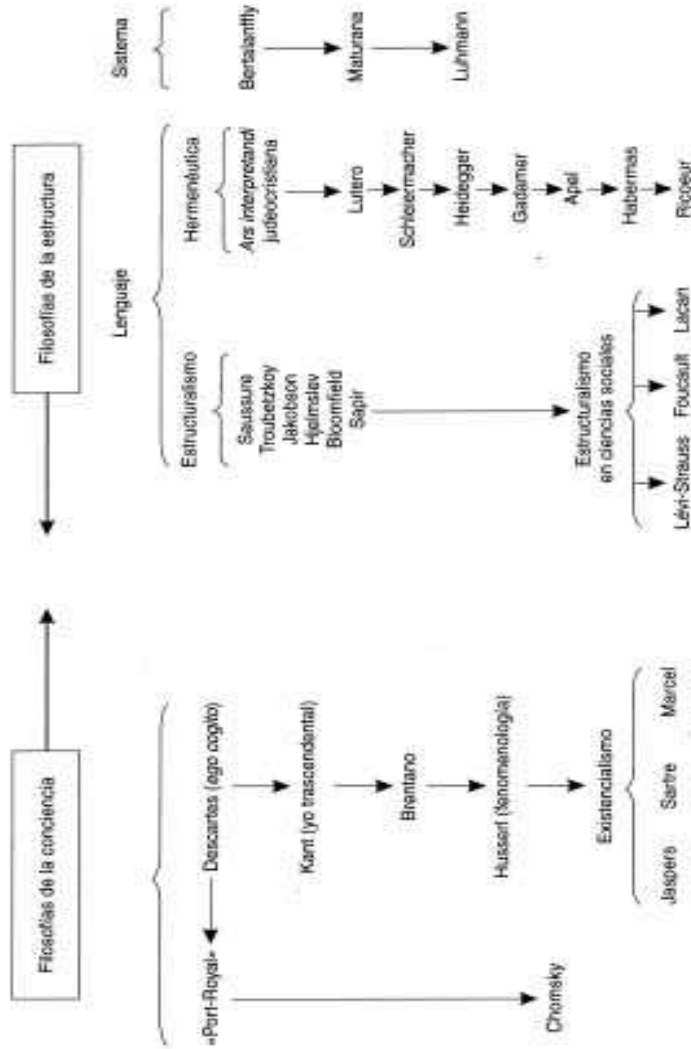 Filosofías de la conciencia
«Port-Royal»
Descartes (ego cogito)
Kant (yo trascendental)
Brentano
Husserl (fenomenología)
Chomsky
Existencialismo
Jaspers
Sartre
Marcel
Filosofías de la estructura
Lenguaje
Sistema
Estructuralismo
Hermenéutica
Saussure
Troubetzkoy
Jakobson
Hjelmslev
Bloomfield
Sapir
Estructuralismo
en ciencias sociales
Lévi-Strauss
Foucault
Lacan
Ars interpretandi
judeocristiana
Lutero
Schleiermacher
Heidegger
Gadamer
Apel
Habermas
Ricoeur
Bertalanffly
Maturana
Luhmann